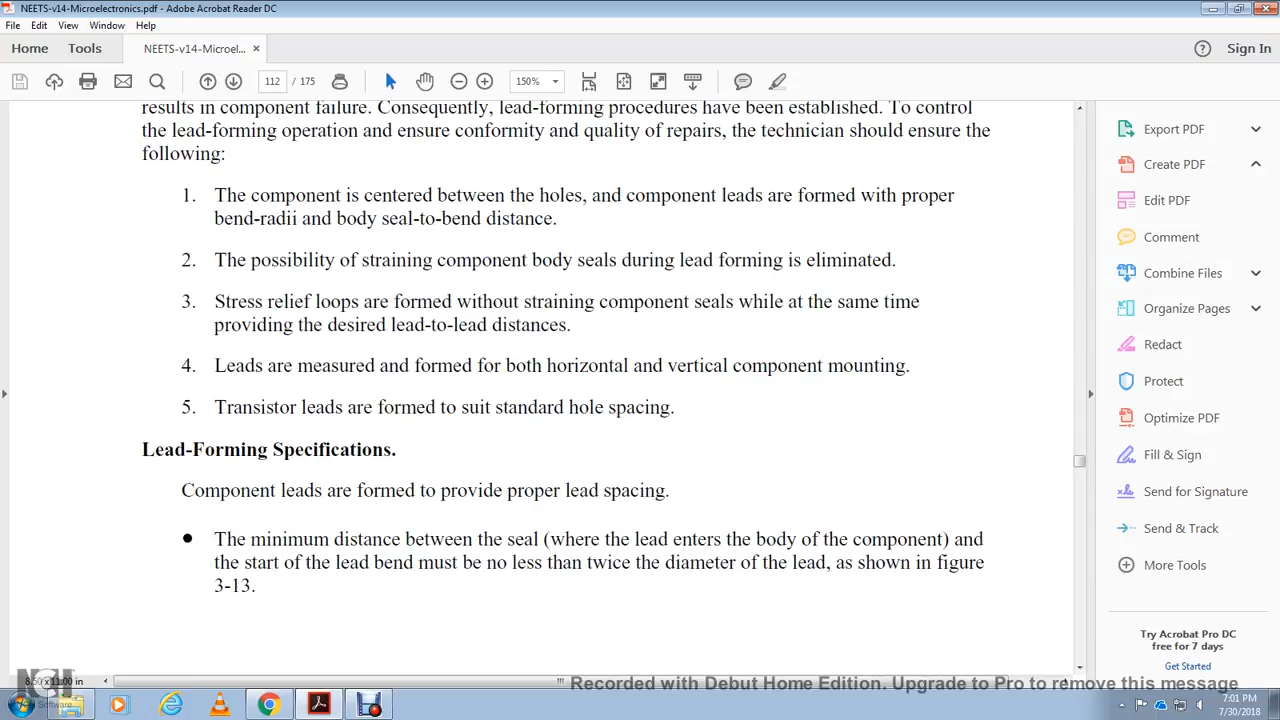 NEETS-v14-Microelectronics.pdf - Adobe Acrobat Reader DC
File Edit View Window Help
Home Tools NEETS-v14-Microel... × Sign In
112 / 175 150%
results in component failure. Consequently, lead-forming procedures have been established. To control
the lead-forming operation and ensure conformity and quality of repairs, the technician should ensure the
following:
1. The component is centered between the holes, and component leads are formed with proper
bend-radii and body seal-to-bend distance.
2. The possibility of straining component body seals during lead forming is eliminated.
3. Stress relief loops are formed without straining component seals while at the same time
providing the desired lead-to-lead distances.
4. Leads are measured and formed for both horizontal and vertical component mounting.
5. Transistor leads are formed to suit standard hole spacing.
Lead-Forming Specifications.
Component leads are formed to provide proper lead spacing.
● The minimum distance between the seal (where the lead enters the body of the component) and
the start of the lead bend must be no less than twice the diameter of the lead, as shown in figure
3-13.
Export PDF
Create PDF
Edit PDF
Comment
Combine Files
Organize Pages
Redact
Protect
Optimize PDF
Fill & Sign
Send for Signature
Send & Track
More Tools
Try Acrobat Pro DC
free for 7 days
Get Started
8.50 x 11.00 in
NCH Software
Recorded with Debut Home Edition. Upgrade to Pro to remove this message
7:01 PM
7/30/2018